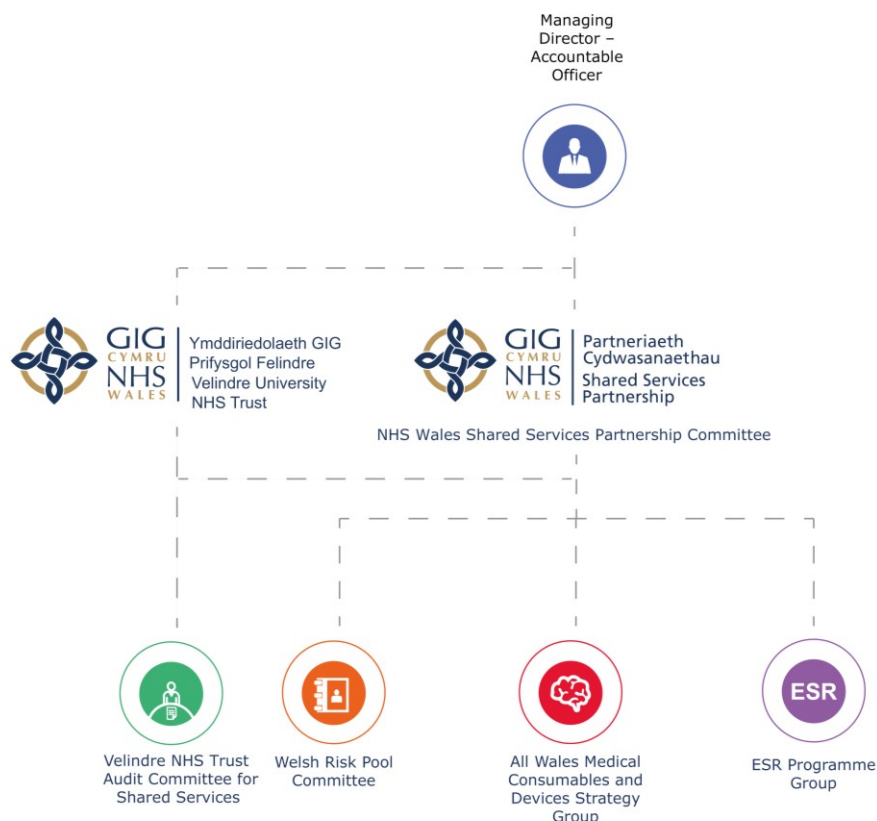 Managing
Director –
Accountable
Officer
GIG
CYMRU
NHS
WALES
Ymddiriedolaeth GIG
Prifysgol Felindre
Velindre University
NHS Trust
GIG
CYMRU
NHS
WALES
Partneriaeth
Cydwasanaethau
Shared Services
Partnership
NHS Wales Shared Services Partnership Committee
Velindre NHS Trust
Audit Committee for
Shared Services
Welsh Risk Pool
Committee
All Wales Medical
Consumables and
Devices Strategy
Group
ESR
ESR Programme
Group